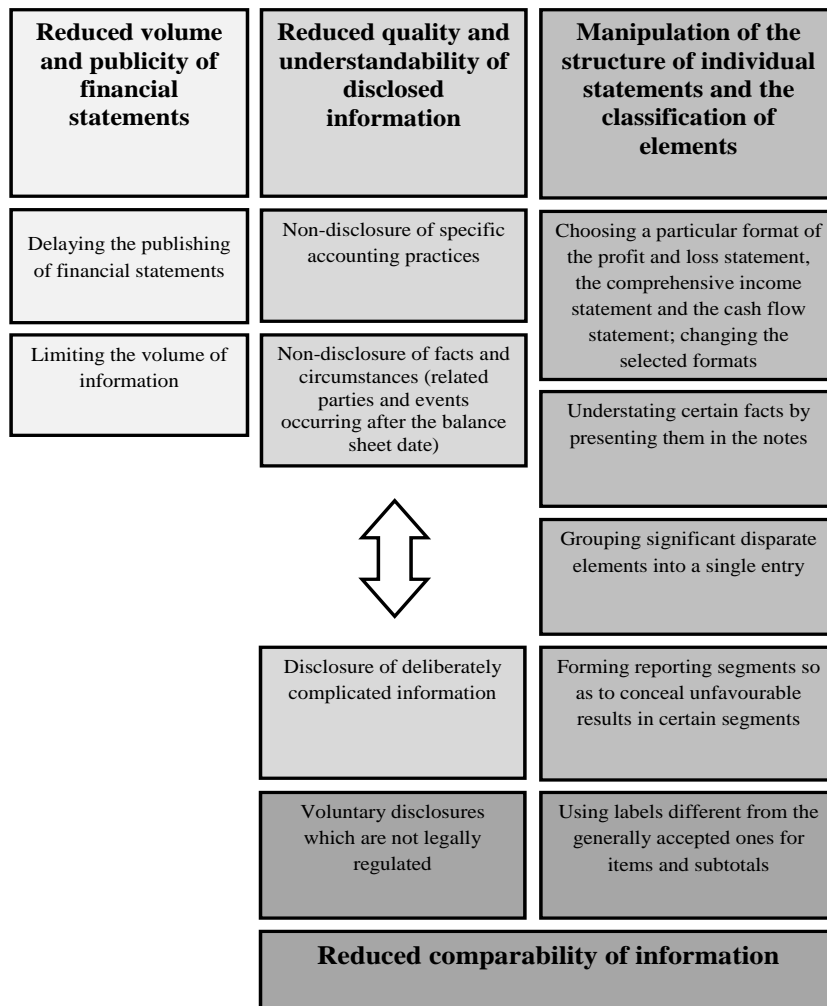 Reduced volume
and publicity of
financial
statements
Delaying the publishing
of financial statements
Limiting the volume of
information
Reduced quality and
understandability of
disclosed
information
Non-disclosure of specific
accounting practices
Non-disclosure of facts and
circumstances (related
parties and events
occurring after the balance
sheet date)
Disclosure of deliberately
complicated information
Voluntary disclosures
which are not legally
regulated
Manipulation of the
structure of individual
statements and the
classification of
elements
Choosing a particular format of
the profit and loss statement,
the comprehensive income
statement and the cash flow
statement; changing the
selected formats
Understating certain facts by
presenting them in the notes
Grouping significant disparate
elements into a single entry
Forming reporting segments so
as to conceal unfavourable
results in certain segments
Using labels different from the
generally accepted ones for
items and subtotals
Reduced comparability of information